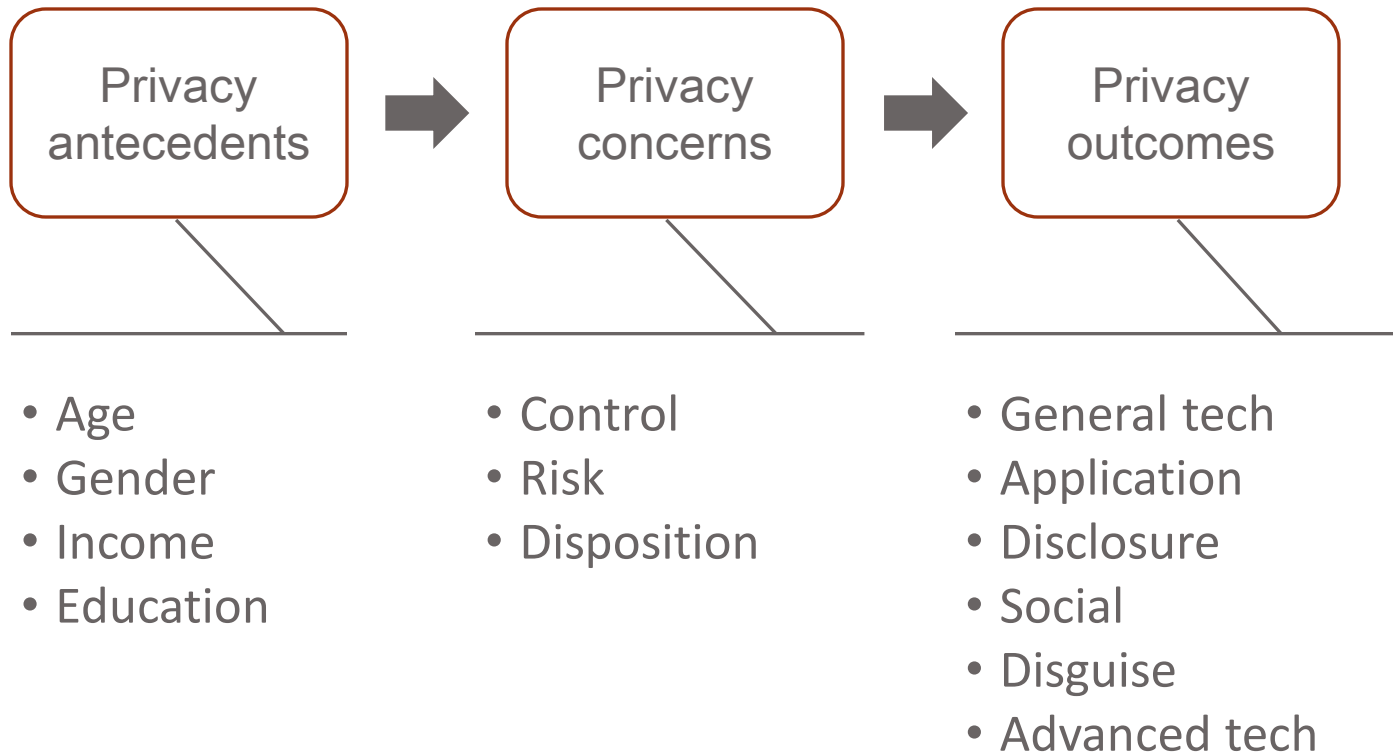 Privacy
antecedents
Privacy
concerns
Privacy
outcomes
• Age
• Gender
• Income
• Education
• Control
• Risk
• Disposition
• General tech
• Application
• Disclosure
• Social
• Disguise
• Advanced tech